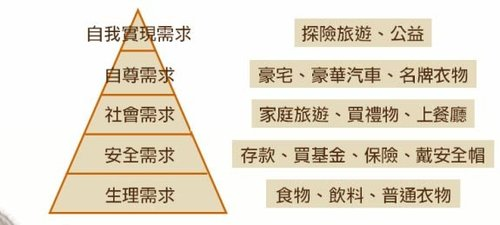 自我實現需求 探險旅遊、公益
自尊需求 豪宅、豪華汽車、名牌衣物
社會需求 家庭旅遊、買禮物、上餐廳
安全需求 存款、買基金、保險、戴安全帽
生理需求 食物、飲料、普通衣物